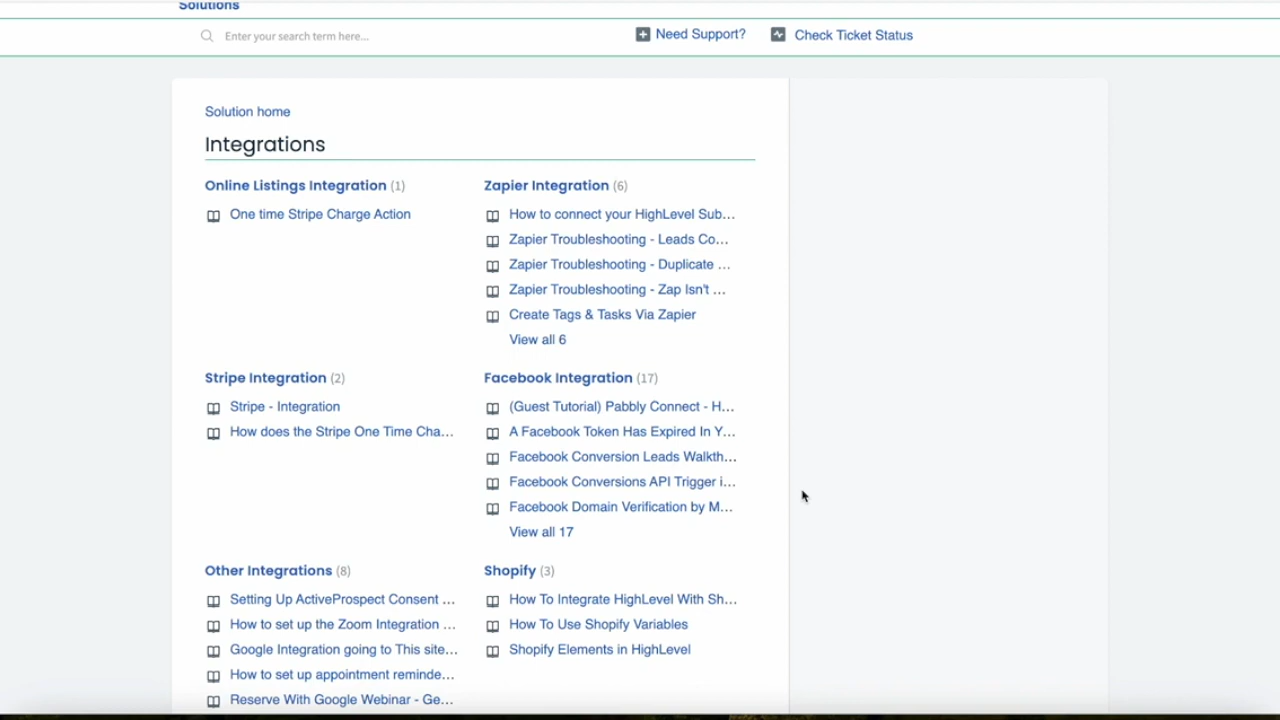 Solutions
Enter your search term here...
Need Support?
Check Ticket Status
Solution home
Integrations
Online Listings Integration (1)
One time Stripe Charge Action
Zapier Integration (6)
How to connect your HighLevel Sub...
Zapier Troubleshooting - Leads Co...
Zapier Troubleshooting - Duplicate ...
Zapier Troubleshooting - Zap Isn't ...
Create Tags & Tasks Via Zapier
View all 6
Stripe Integration (2)
Stripe - Integration
How does the Stripe One Time Cha...
Facebook Integration (17)
(Guest Tutorial) Pabbly Connect - H...
A Facebook Token Has Expired In Y...
Facebook Conversion Leads Walkth...
Facebook Conversions API Trigger i...
Facebook Domain Verification by M...
View all 17
Other Integrations (8)
Setting Up ActiveProspect Consent ...
How to set up the Zoom Integration ...
Google Integration going to This site...
How to set up appointment reminde...
Reserve With Google Webinar - Ge...
Shopify (3)
How To Integrate HighLevel With Sh...
How To Use Shopify Variables
Shopify Elements in HighLevel